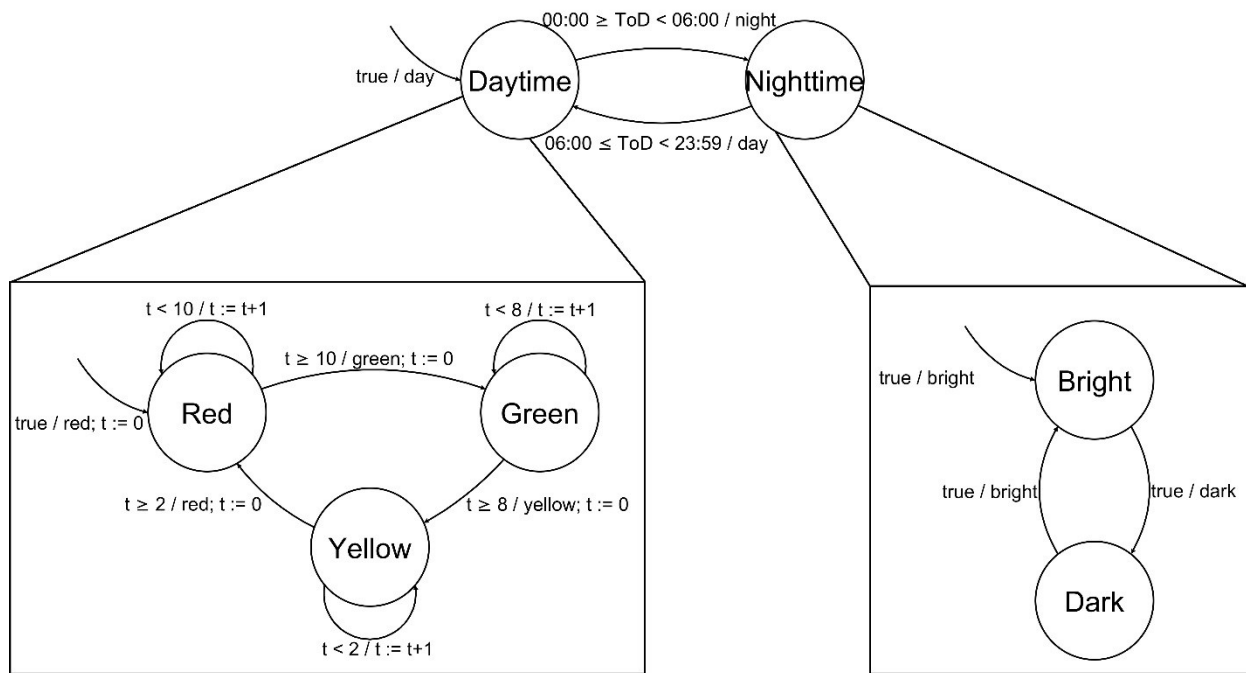 00:00 ≥ ToD < 06:00 / night
true / day
Daytime
Nighttime
06:00 ≤ ToD < 23:59 / day
t < 10 / t := t+1
t < 8 / t := t+1
t ≥ 10 / green; t := 0
true / red; t := 0
Red
Green
t ≥ 2 / red; t := 0
t ≥ 8 / yellow; t := 0
Yellow
t < 2 / t := t+1
true / bright
Bright
true / bright
true / dark
Dark